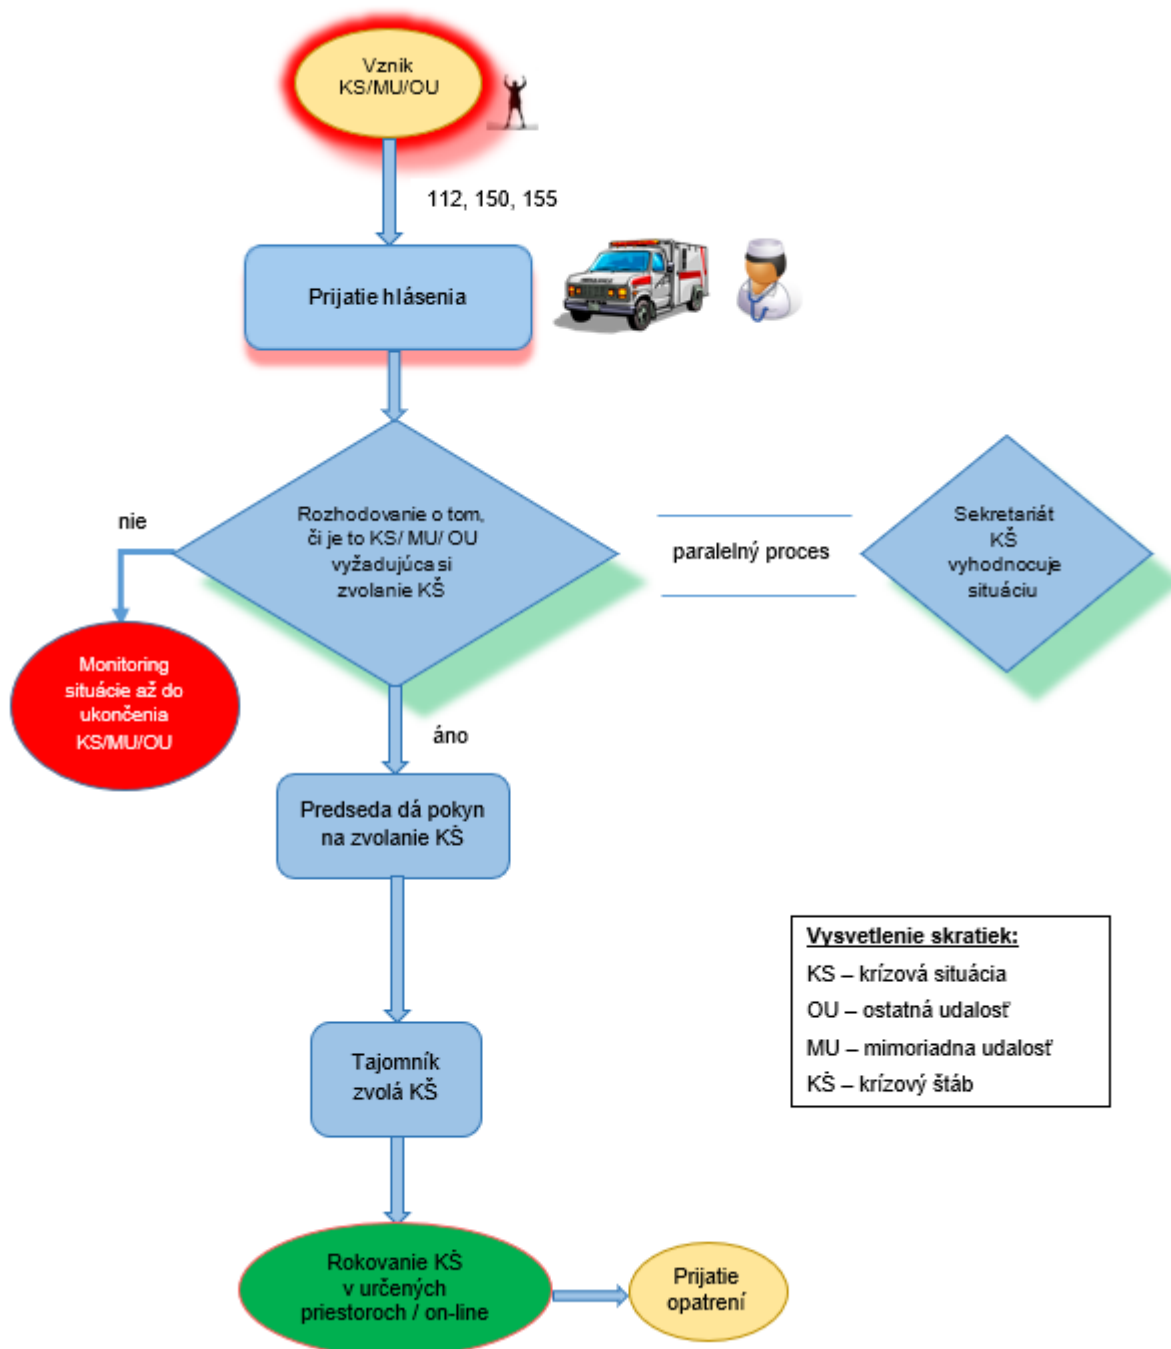 Vznik
KS/MU/OU
112, 150, 155
Prijatie hlásenia
Rozhodovanie o tom,
či je to KS/ MU/ OU
vyžadujúca si
zvolanie KŠ
nie
paralelný proces
Sekretariát
KŠ
vyhodnocuje
situáciu
Monitoring
situácie až do
ukončenia
KS/MU/OU
áno
Predseda dá pokyn
na zvolanie KŠ
Tajomník
zvolá KŠ
Vysvetlenie skratiek:
KS – krízová situácia
OU – ostatná udalosť
MU – mimoriadna udalosť
KŠ – krízový štáb
Rokovanie KŠ
v určených
priestoroch / on-line
Prijatie
opatrení